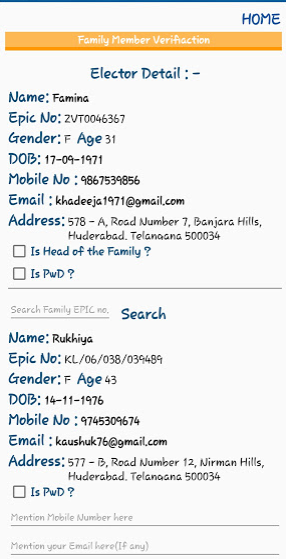 HOME
Family Member Verifiaction
Elector Detail : -
Name: Famina
Epic No: ZVT0046367
Gender: F Age 31
DOB: 17-09-1971
Mobile No : 9867539856
Email : khadeeja1971@gmail.com
Address: 578 - A, Road Number 7, Banjara Hills,
Huderabad, Telangana 500034
Is Head of the Family ?
Is PwD ?
Search Family EPIC no. Search
Name: Rukhiya
Epic No: KL/06/038/039489
Gender: F Age 43
DOB: 14-11-1976
Mobile No : 9745309674
Email : kaushuk76@gmail.com
Address: 577 - B, Road Number 12, Nirman Hills,
Huderabad, Telangana 500034
Is PwD ?
Mention Mobile Number here
Mention your Email here(If any)